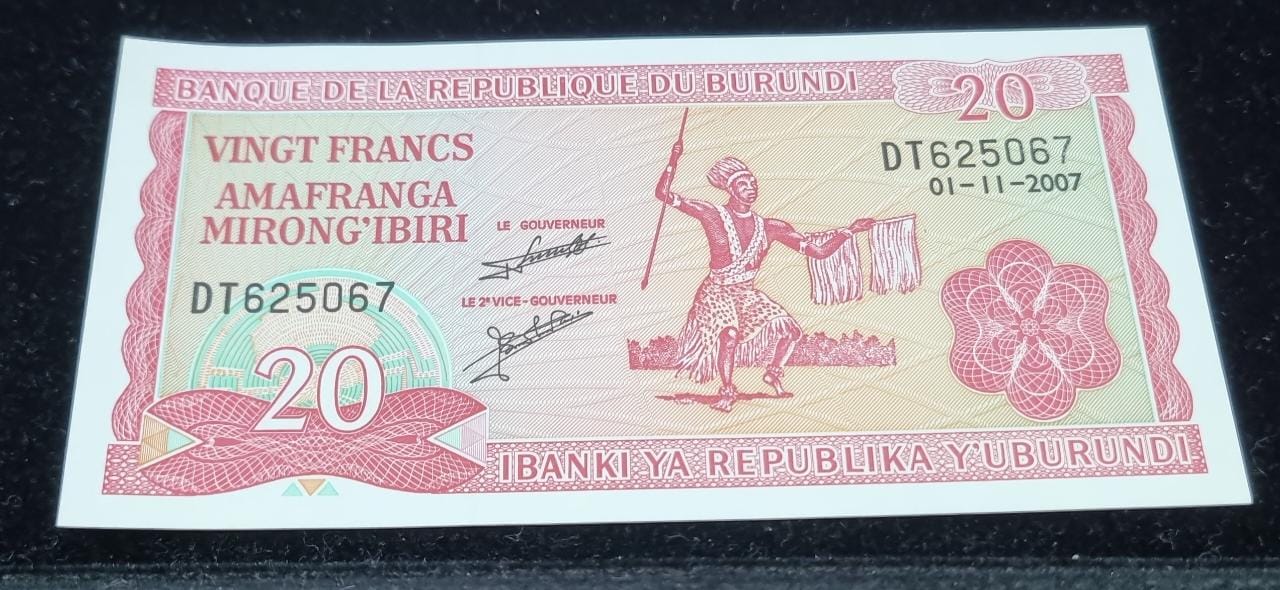 BANQUE DE LA REPUBLIQUE DU BURUNDI
20
VINGT FRANCS
AMAFRANGA
MIRONG'IBIRI
DT625067
01-11-2007
LE GOUVERNEUR
LE 2e VICE-GOUVERNEUR
DT625067
20
IBANKI YA REPUBLIKA Y'UBURUNDI